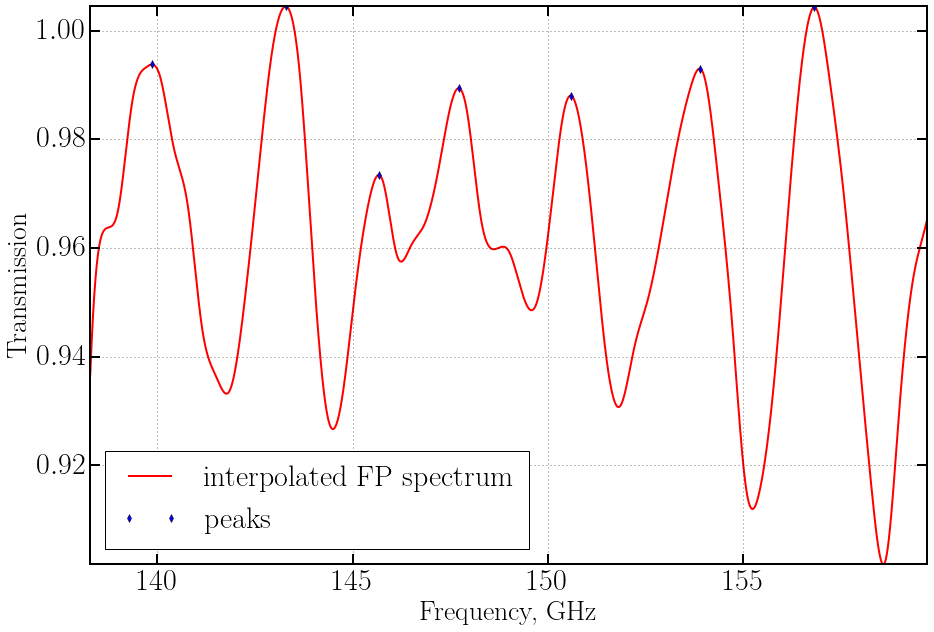 1.00
0.98
0.96
0.94
0.92
Transmission
interpolated FP spectrum
peaks
140
145
150
155
Frequency, GHz